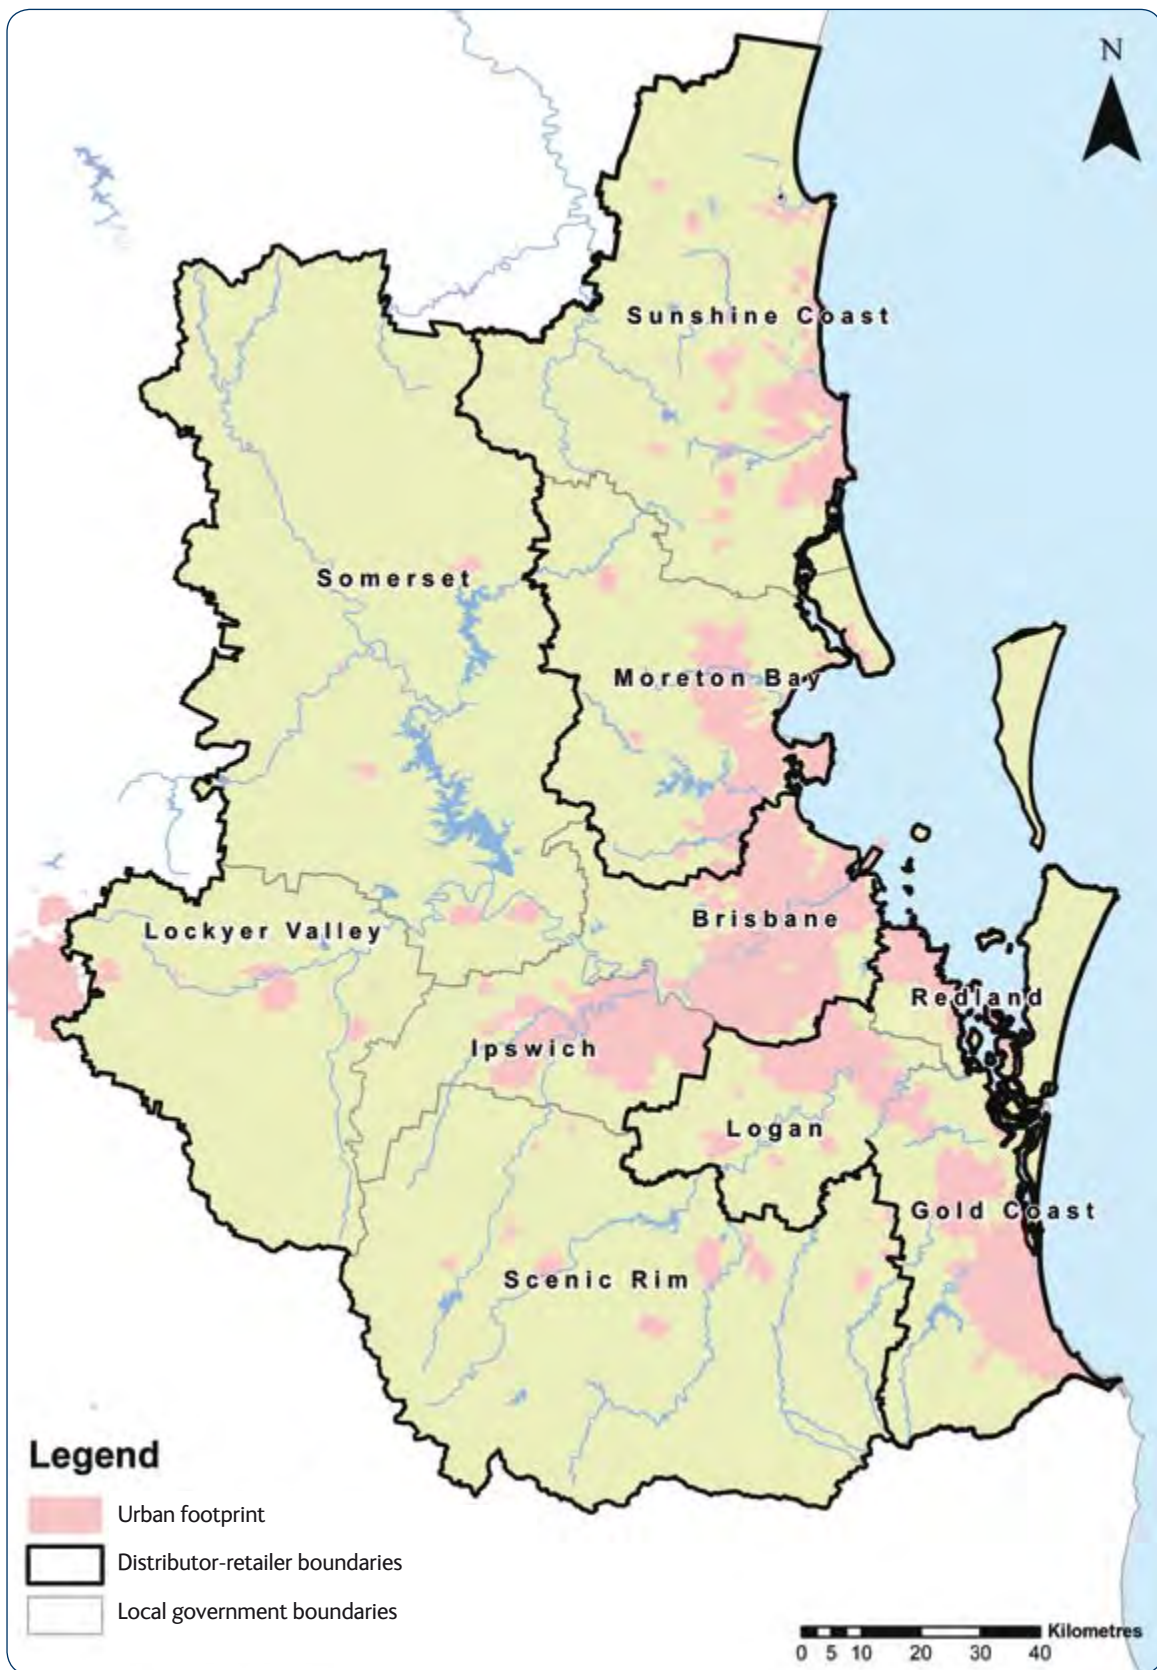 N
Sunshine Coast
Somerset
Moreton Bay
Lockyer Valley
Brisbane
Redland
Ipswich
Logan
Gold Coast
Scenic Rim
Legend
Urban footprint
Distributor-retailer boundaries
Local government boundaries
Kilometres
0 5 10 20 30 40